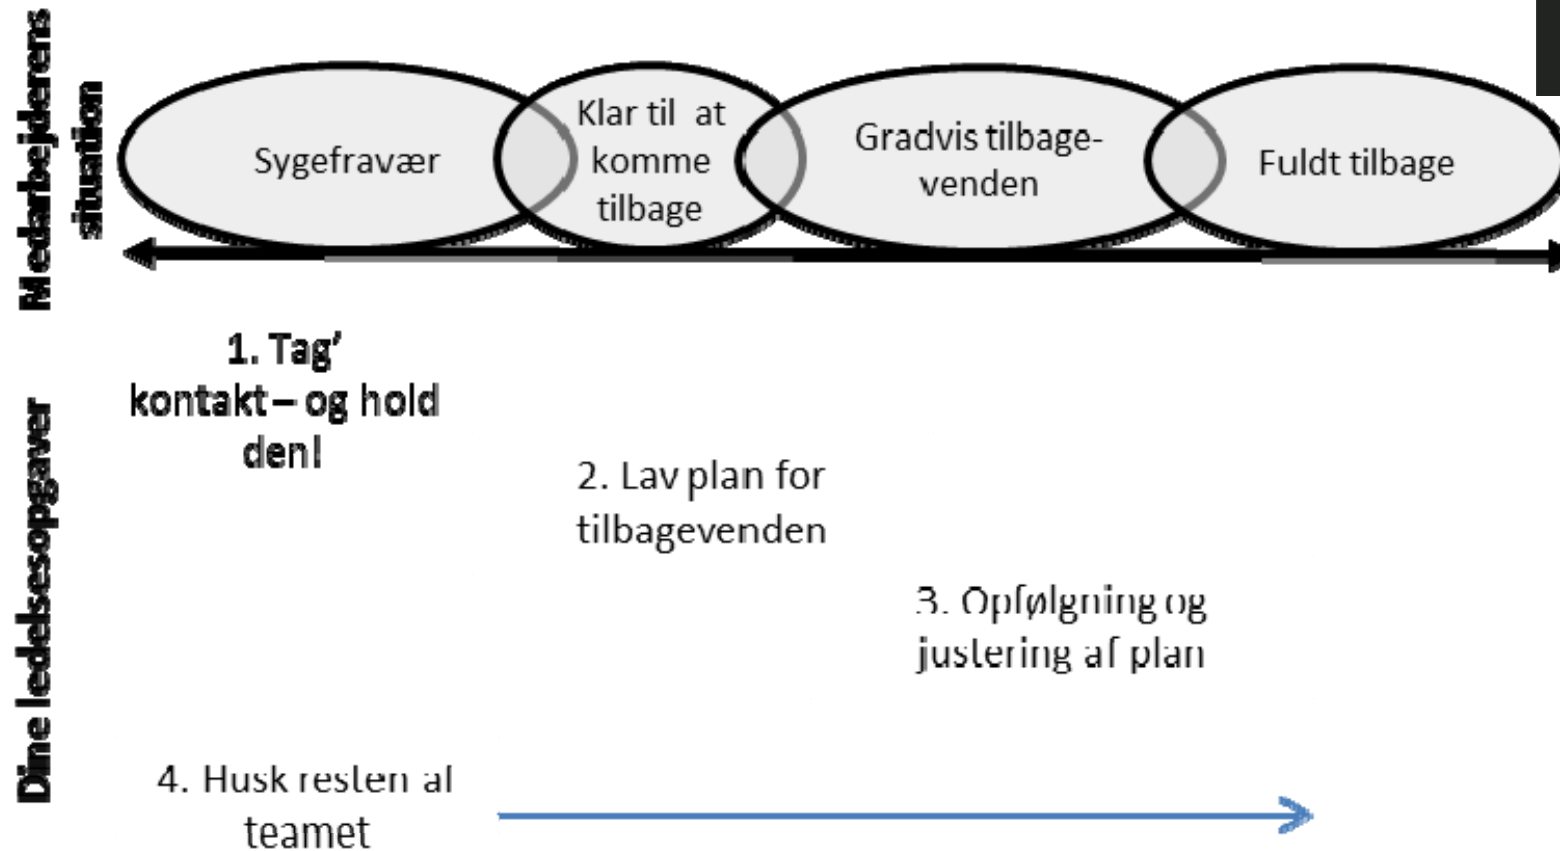 Medarbejderens
situation
Sygefravær
Klar til at
komme
tilbage
Gradvis tilbage-
venden
Fuldt tilbage
Dine ledelsesopgaver
1. Tag'
kontakt – og hold
den!
2. Lav plan for
tilbagevenden
3. Opfølgning og
justering af plan
4. Husk resten af
teamet